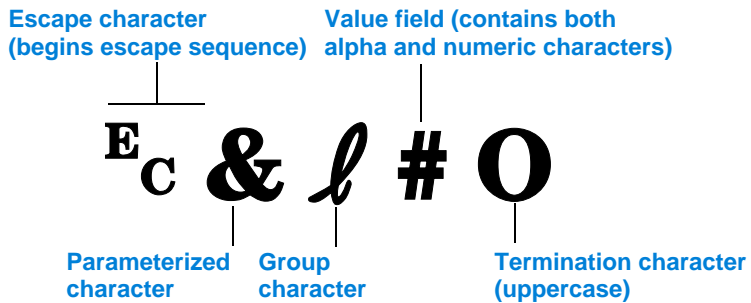 Escape character
(begins escape sequence)
Value field (contains both
alpha and numeric characters)
EC & ℓ # O
Parameterized
character
Group
character
Termination character
(uppercase)